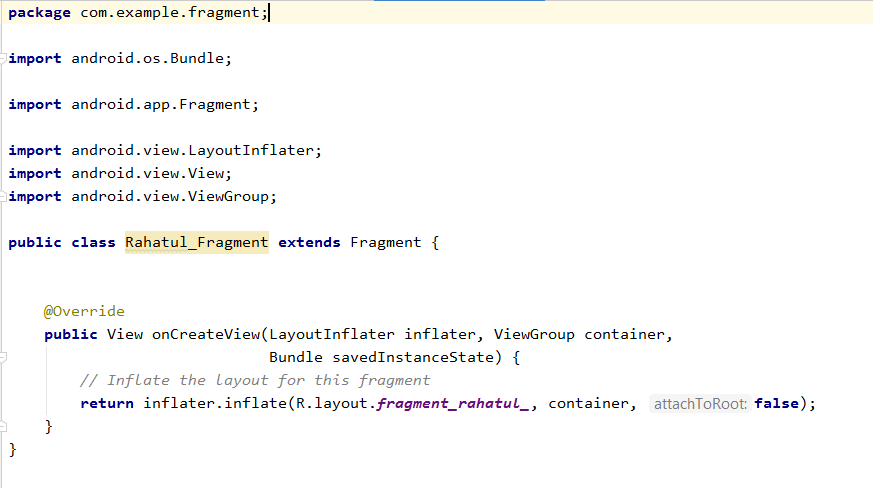 package com.example.fragment;
import android.os.Bundle;
import android.app.Fragment;
import android.view.LayoutInflater;
import android.view.View;
import android.view.ViewGroup;
public class Rahatul_Fragment extends Fragment {
@Override
public View onCreateView(LayoutInflater inflater, ViewGroup container,
Bundle savedInstanceState) {
// Inflate the layout for this fragment
return inflater.inflate(R.layout.fragment_rahatul_, container, attachToRoot: false);
}
}